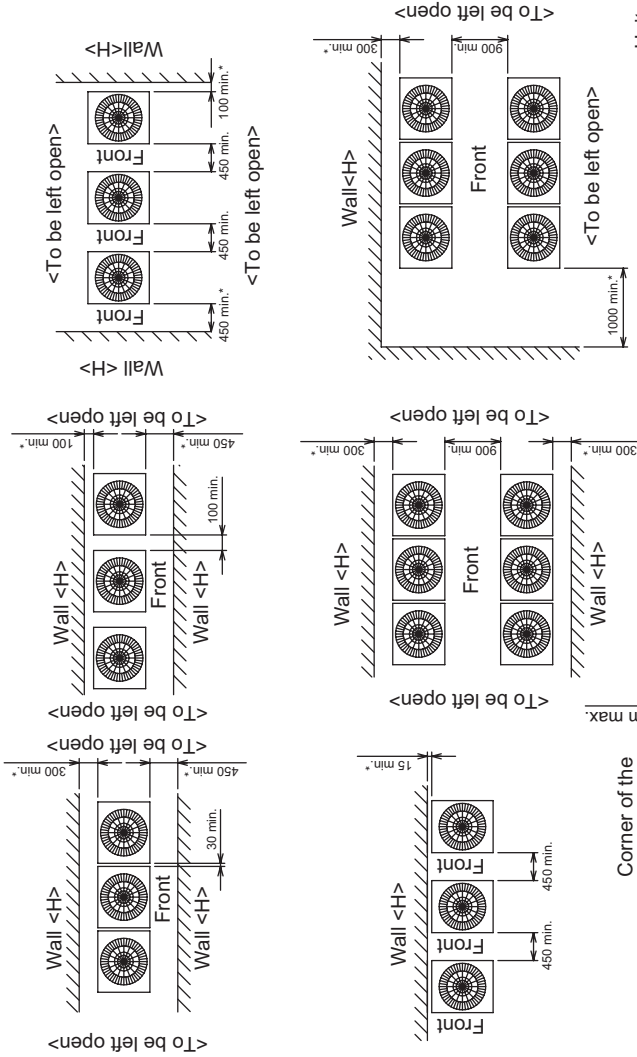 <To be left open>
Wall <H>
300 min.*
<To be left open>
Front
30 min.
450 min.*
Wall <H>
<To be left open>
Wall <H>
100 min.*
<To be left open>
Front
100 min.
450 min.*
Wall <H>
<To be left open>
Wall <H>
Wall<H>
Front
Front
Front
450 min.*
450 min.
450 min.
100 min.*
<To be left open>
Wall <H>
15 min.*
Front
Front
Front
450 min.
450 min.
<To be left open>
Wall <H>
300 min.*
900 min.
<To be left open>
Front
300 min.*
Wall <H>
Wall<H>
300 min.*
900 min.
<To be left open>
Front
1000 min.*
<To be left open>
Corner of the
max.